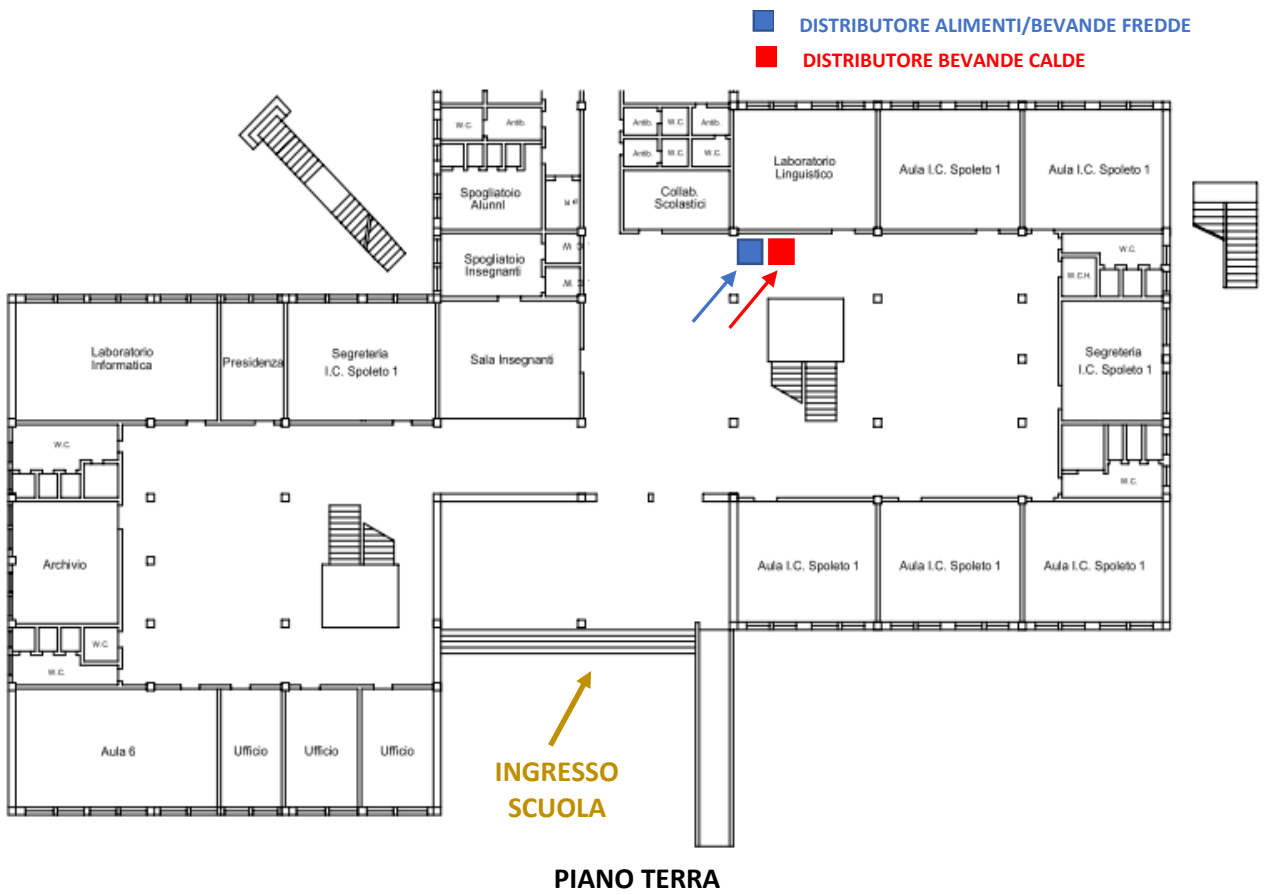 DISTRIBUTORE ALIMENTI/BEVANDE FREDDE
DISTRIBUTORE BEVANDE CALDE
W.C.
Antib.
Antib.
W.C.
Antib.
Antib.
W.C.
W.C.
Spogliatoio
Alunni
Collab.
Scolastici
Laboratorio
Linguistico
Aula I.C. Spoleto 1
Aula I.C. Spoleto 1
Spogliatoio
Insegnanti
W.C.
W.C.H.
Laboratorio
Informatica
Presidenza
Segreteria
I.C. Spoleto 1
Sala Insegnanti
Segreteria
I.C. Spoleto 1
W.C.
W.C.
Archivio
Aula I.C. Spoleto 1
Aula I.C. Spoleto 1
Aula I.C. Spoleto 1
W.C.
W.C.
Aula 6
Ufficio
Ufficio
Ufficio
INGRESSO
SCUOLA
PIANO TERRA